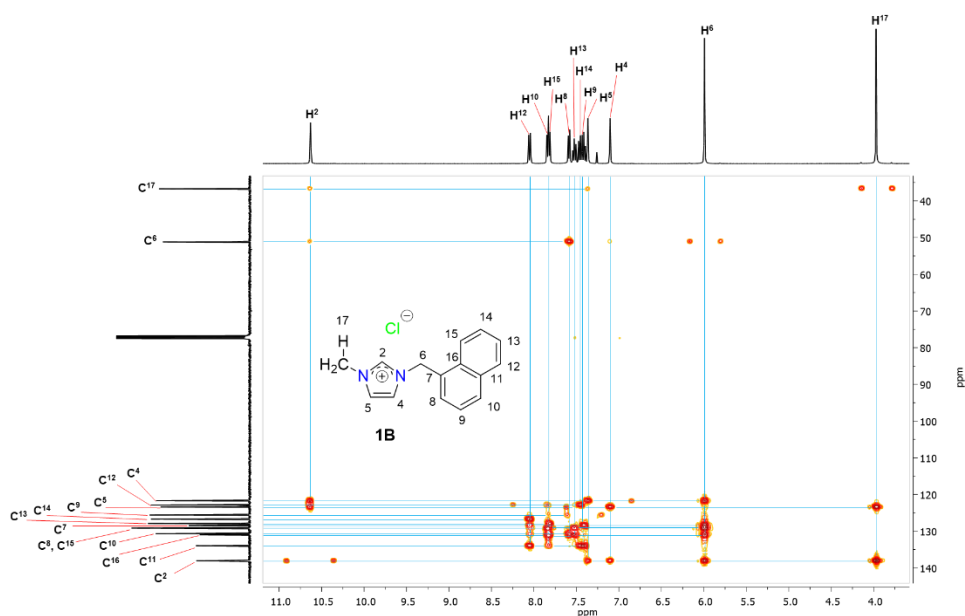 H² H¹² H¹⁰ H¹⁵ H⁸ H¹³ H¹⁴ H⁹ H⁵ H⁴ H⁶ H¹⁷
C¹⁷
C⁶
C⁴
C¹²
C⁵
C⁹
C¹⁴
C¹³
C⁷
C⁸, C¹⁵
C¹⁰
C¹⁶
C¹¹
C²
17
H
H₂C
Cl ⊖
N ⊕ N
2
5
4
6
7
8
9
10
11
12
13
14
15
16
1B
40
50
60
70
80
90
100
110
120
130
140
ppm
11.0 10.5 10.0 9.5 9.0 8.5 8.0 7.5 7.0 6.5 6.0 5.5 5.0 4.5 4.0
ppm